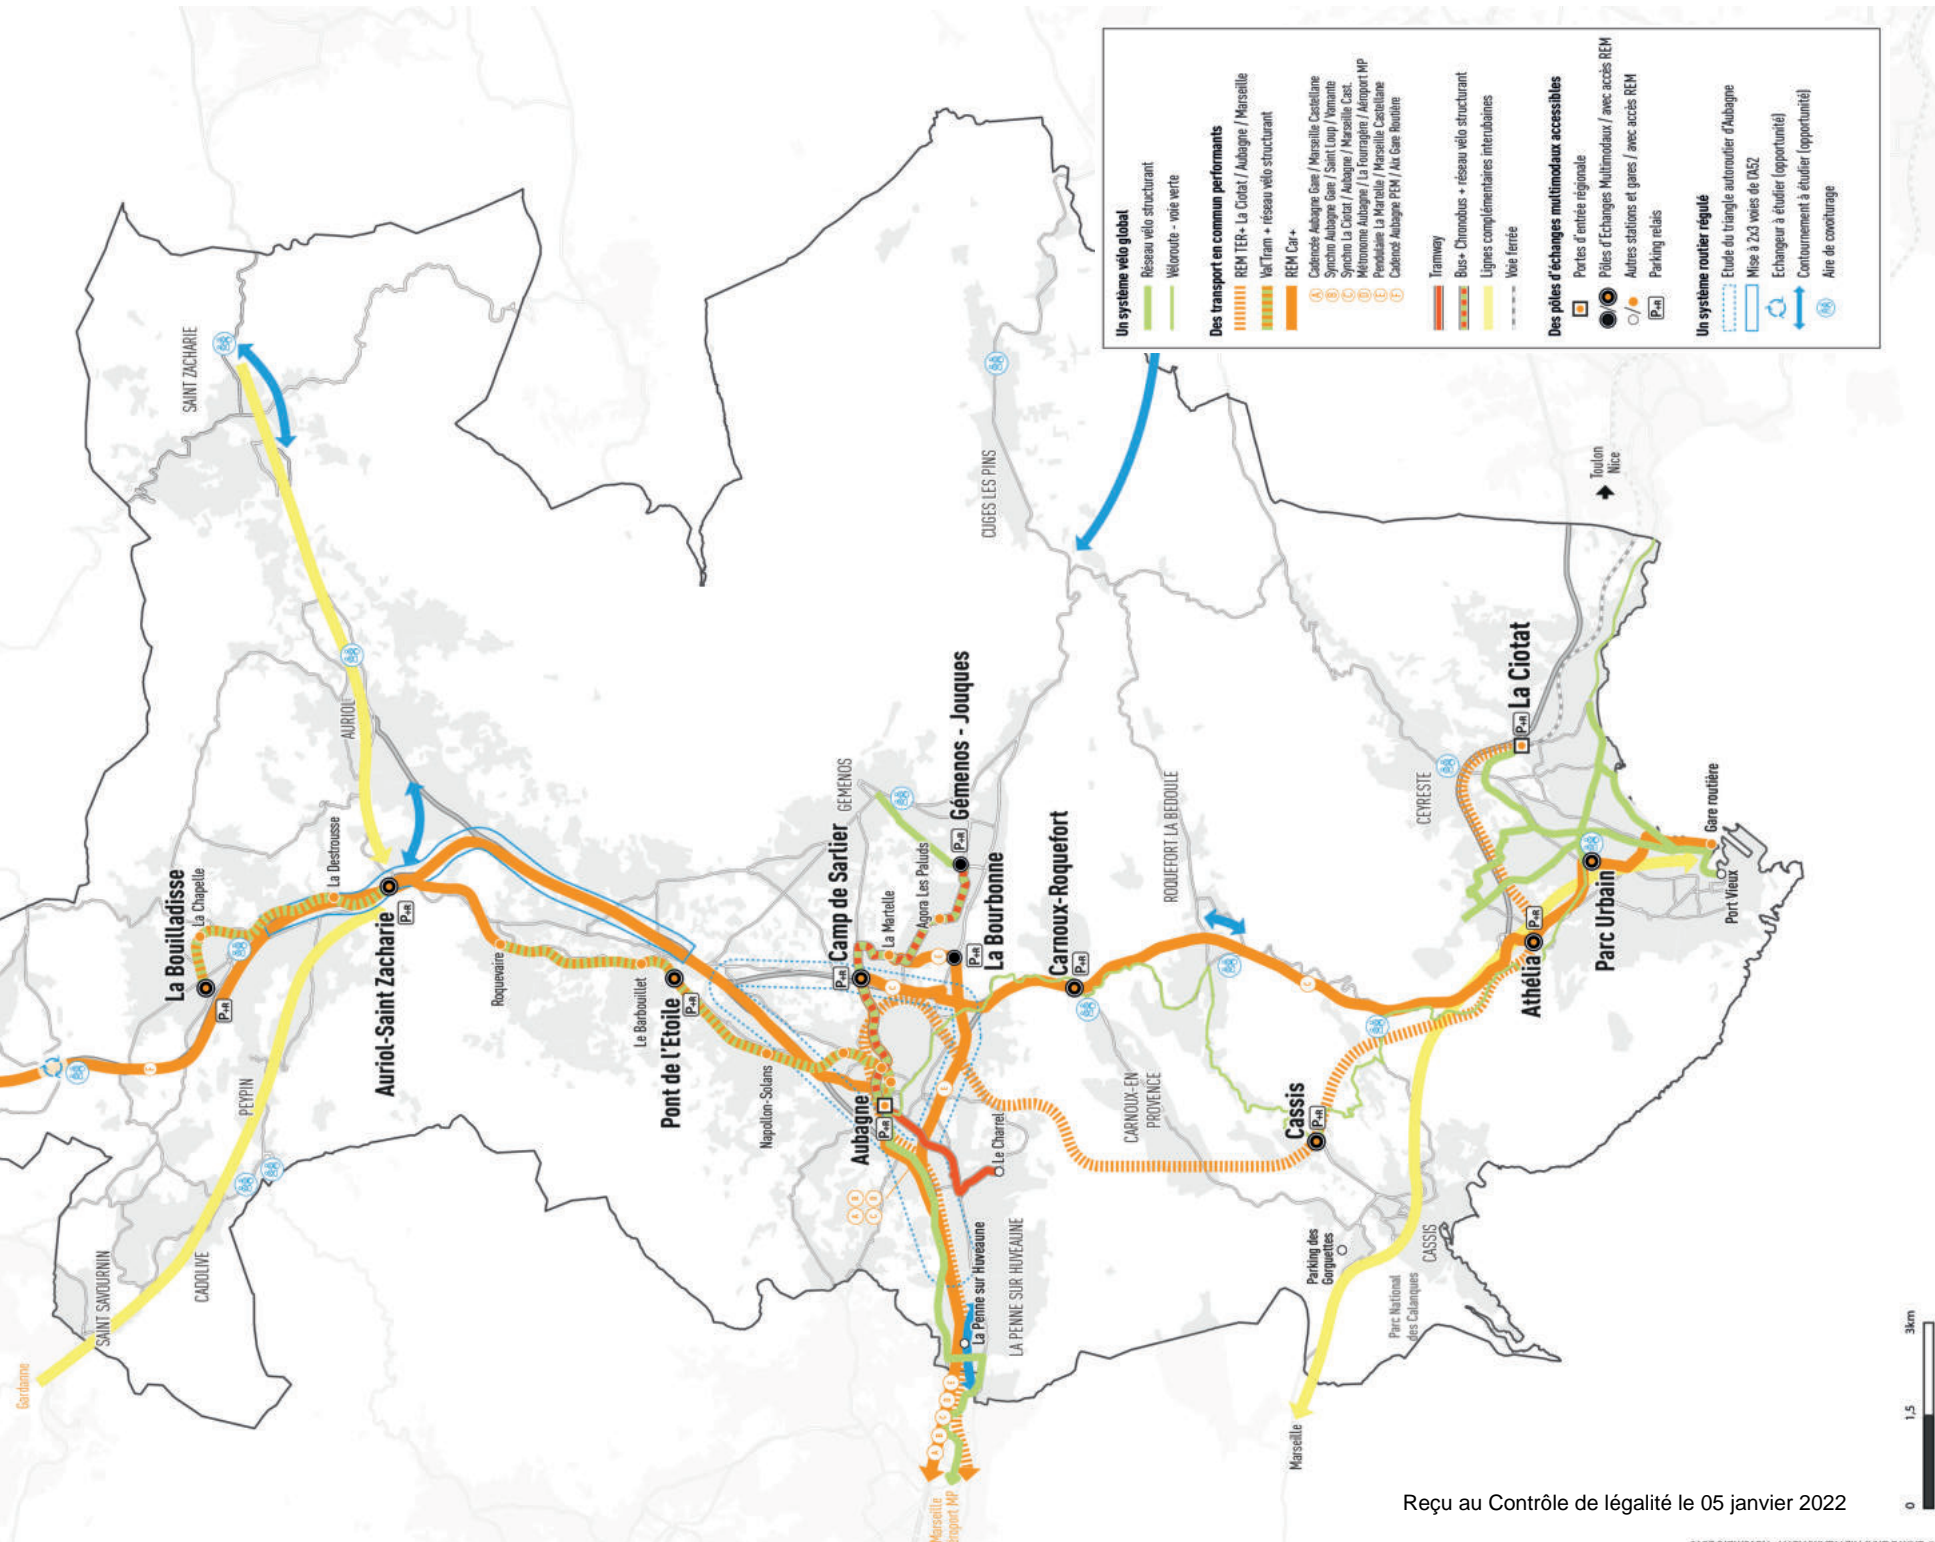 Un système vélo global
Réseau vélo structurant
Véloroute - voie verte
Des transport en commun performants
REM TER+ La Ciotat / Aubagne / Marseille
Val'Tram + réseau vélo structurant
REM Car+
A Cadencée Aubagne Gare / Marseille Castellane
B Synchro Aubagne Gare / Saint Loup / Vamante
C Synchro La Ciotat / Aubagne / Marseille Cast.
D Métronome Aubagne / La Fourragère / Aéroport MP
E Pendulaire La Martelle / Marseille Castellane
F Cadencé Aubagne PEM / Aix Gare Routière
Tramway
Bus+ Chronobus + réseau vélo structurant
Lignes complémentaires interubaines
Voie ferrée
Des pôles d'échanges multimodaux accessibles
Portes d'entrée régionale
Pôles d'Echanges Multimodaux / avec accès REM
Autres stations et gares / avec accès REM
P+R Parking relais
Un système routier régulé
Etude du triangle autoroutier d'Aubagne
Mise à 2x3 voies de l'A52
Echangeur à étudier (opportunité)
Contournement à étudier (opportunité)
Aire de covoiturage
Gardanne
SAINT SAVOURNIN
CADOLIVE
PEYPIN
F
SAINT ZACHARIE
AURIOL
La Bouilladisse
P+R
La Chapelle
La Destrousse
Auriol-Saint Zacharie
P+R
Roquevaire
Le Barbouillet
Pont de l'Etoile
P+R
Napollon-Solans
Aubagne
P+R
Camp de Sarlier
P+R
GEMENOS
La Martelle
Agora Les Paluds
Gémenos - Jouques
P+R
La Bourbonne
P+R
CUGES LES PINS
Le Charrel
La Penne sur Huveaune
LA PENNE SUR HUVEAUNE
Marseille
Carnoux-Roquefort
P+R
CARNOUX-EN
PROVENCE
ROQUEFORT LA BEDOULE
C
Cassis
P+R
Parking des
Gorguettes
CASSIS
Parc National
des Calanques
Marseille
CEYRESTE
La Ciotat
P+R
Athélia
P+R
Parc Urbain
Gare routière
Port Vieux
Toulon
Nice
0 1,5 3km
Reçu au Contrôle de légalité le 05 janvier 2022